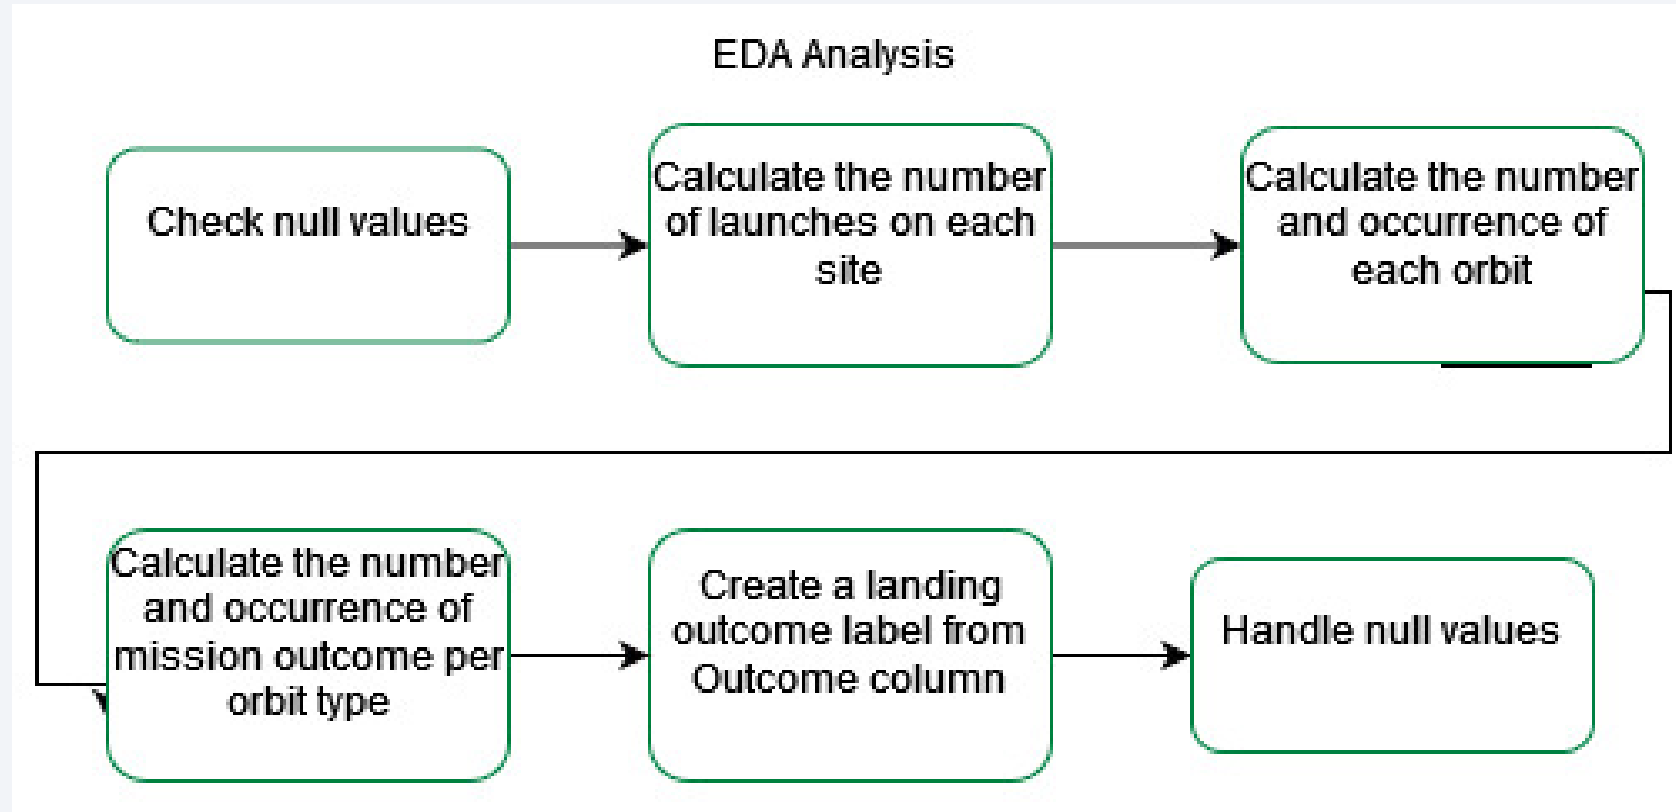 EDA Analysis
Check null values
Calculate the number
of launches on each
site
Calculate the number
and occurrence of
each orbit
Calculate the number
and occurrence of
mission outcome per
orbit type
Create a landing
outcome label from
Outcome column
Handle null values